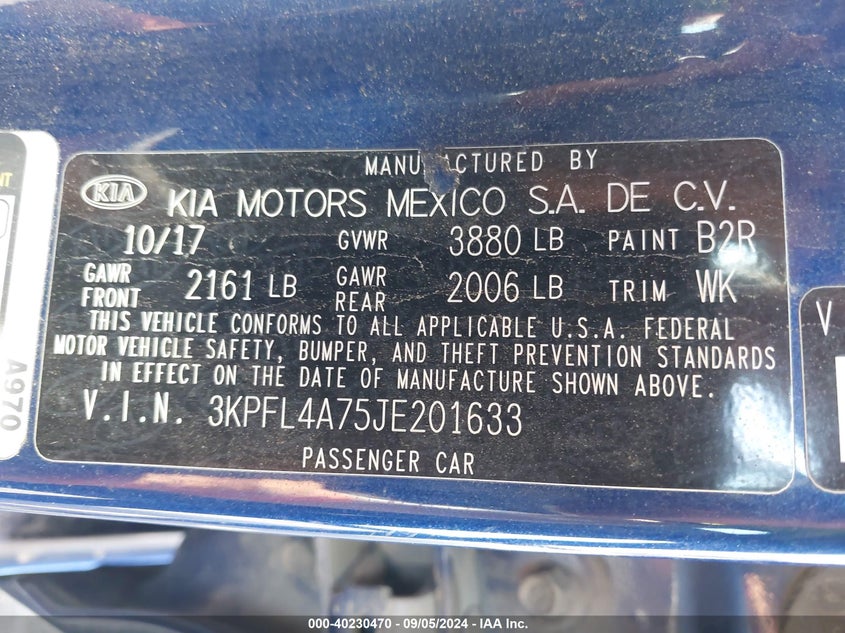 MANUFACTURED BY
KIA KIA MOTORS MEXICO S.A. DE C.V.
10/17 GVWR 3880 LB PAINT B2R
GAWR FRONT 2161 LB GAWR REAR 2006 LB TRIM WK
THIS VEHICLE CONFORMS TO ALL APPLICABLE U.S.A. FEDERAL
MOTOR VEHICLE SAFETY, BUMPER, AND THEFT PREVENTION STANDARDS
IN EFFECT ON THE DATE OF MANUFACTURE SHOWN ABOVE.
V.I.N. 3KPFL4A75JE201633
PASSENGER CAR
A970
V
000-40230470 - 09/05/2024 - IAA Inc.